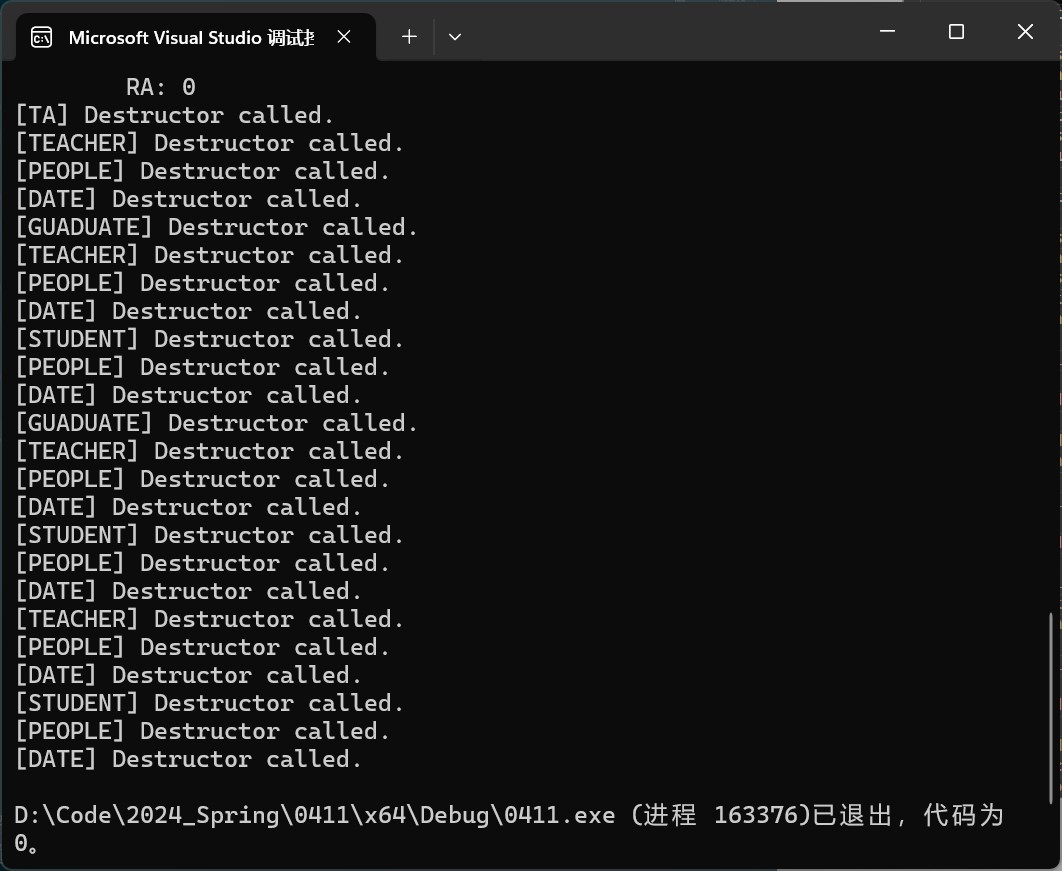 Microsoft Visual Studio 调试
RA: 0
[TA] Destructor called.
[TEACHER] Destructor called.
[PEOPLE] Destructor called.
[DATE] Destructor called.
[GUADUATE] Destructor called.
[TEACHER] Destructor called.
[PEOPLE] Destructor called.
[DATE] Destructor called.
[STUDENT] Destructor called.
[PEOPLE] Destructor called.
[DATE] Destructor called.
[GUADUATE] Destructor called.
[TEACHER] Destructor called.
[PEOPLE] Destructor called.
[DATE] Destructor called.
[STUDENT] Destructor called.
[PEOPLE] Destructor called.
[DATE] Destructor called.
[TEACHER] Destructor called.
[PEOPLE] Destructor called.
[DATE] Destructor called.
[STUDENT] Destructor called.
[PEOPLE] Destructor called.
[DATE] Destructor called.
D:\Code\2024_Spring\0411\x64\Debug\0411.exe (进程 163376)已退出，代码为
0。